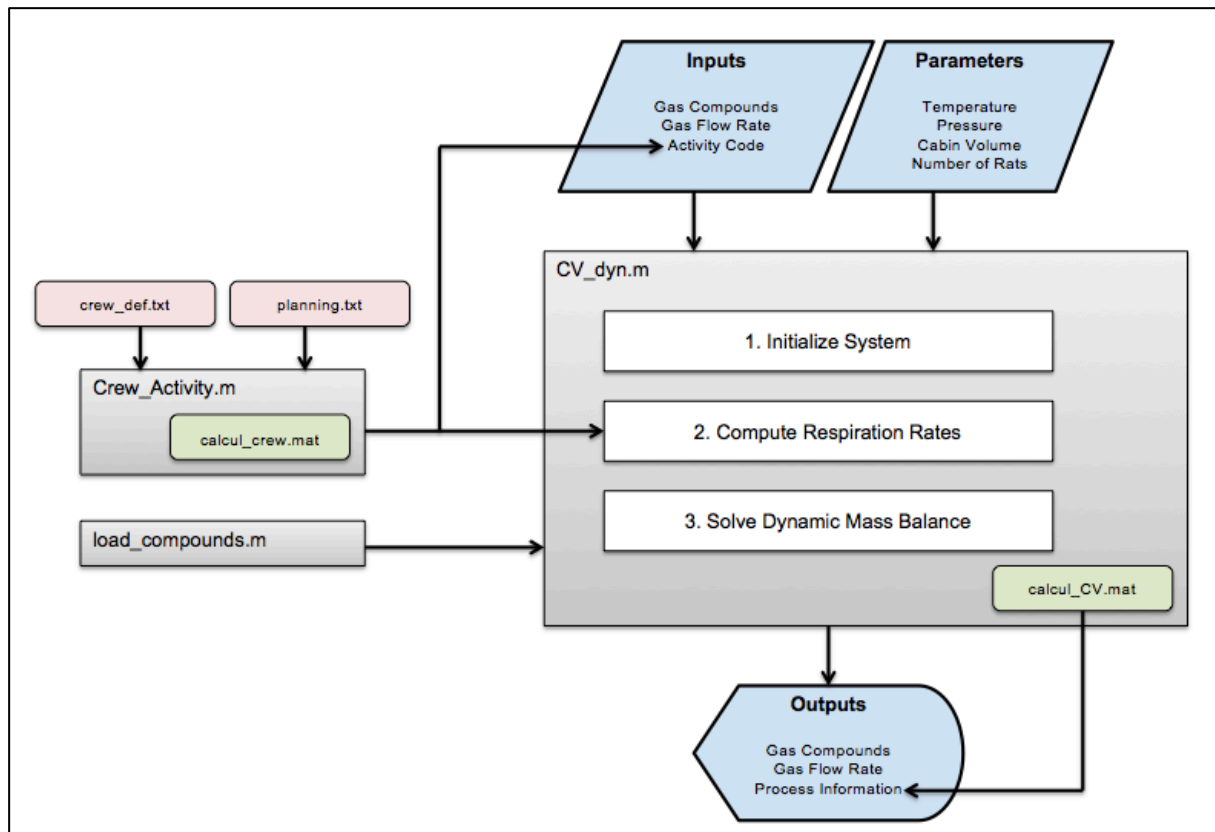 Inputs
Gas Compounds
Gas Flow Rate
Activity Code
Parameters
Temperature
Pressure
Cabin Volume
Number of Rats
CV_dyn.m
1. Initialize System
2. Compute Respiration Rates
3. Solve Dynamic Mass Balance
calcul_CV.mat
crew_def.txt
planning.txt
Crew_Activity.m
calcul_crew.mat
load_compounds.m
Outputs
Gas Compounds
Gas Flow Rate
Process Information